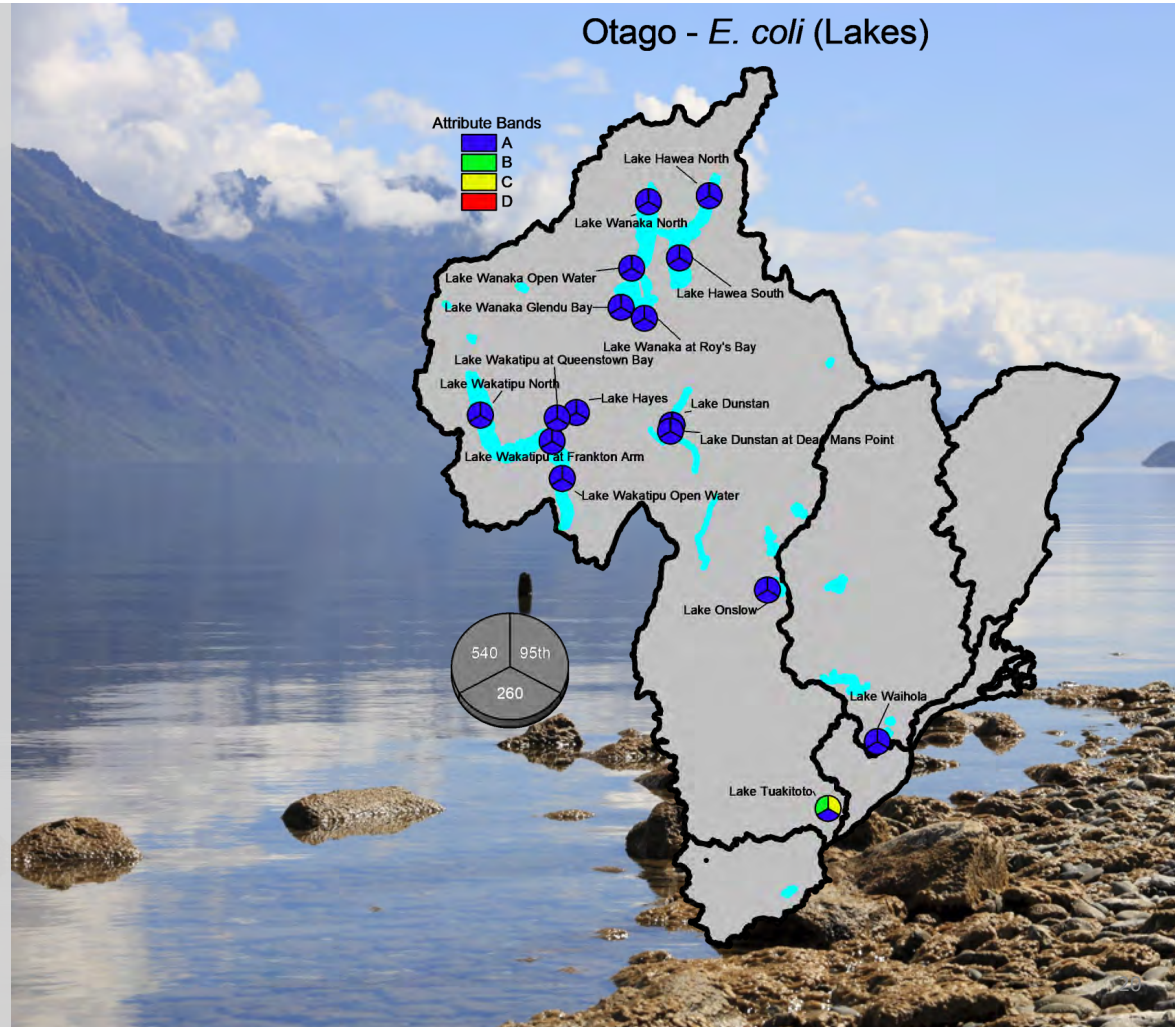 Otago - E. coli (Lakes)
Attribute Bands
A
B
C
D
Lake Hawea North
Lake Wanaka North
Lake Wanaka Open Water
Lake Hawea South
Lake Wanaka Glendu Bay
Lake Wanaka at Roy's Bay
Lake Wakatipu at Queenstown Bay
Lake Wakatipu North
Lake Hayes
Lake Dunstan
Lake Dunstan at Dead Mans Point
Lake Wakatipu at Frankton Arm
Lake Wakatipu Open Water
Lake Onslow
540
95th
260
Lake Waihola
Lake Tuakitoto